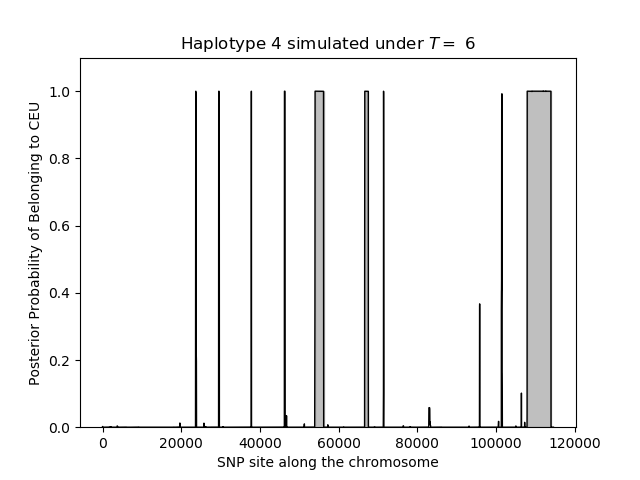 Haplotype 4 simulated under T = 6
Posterior Probability of Belonging to CEU
1.0
0.8
0.6
0.4
0.2
0.0
0 20000 40000 60000 80000 100000 120000
SNP site along the chromosome